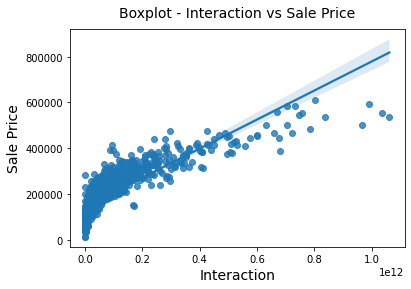 Boxplot - Interaction vs Sale Price
Sale Price
800000
600000
400000
200000
0
0.0 0.2 0.4 0.6 0.8 1.0
1e12
Interaction